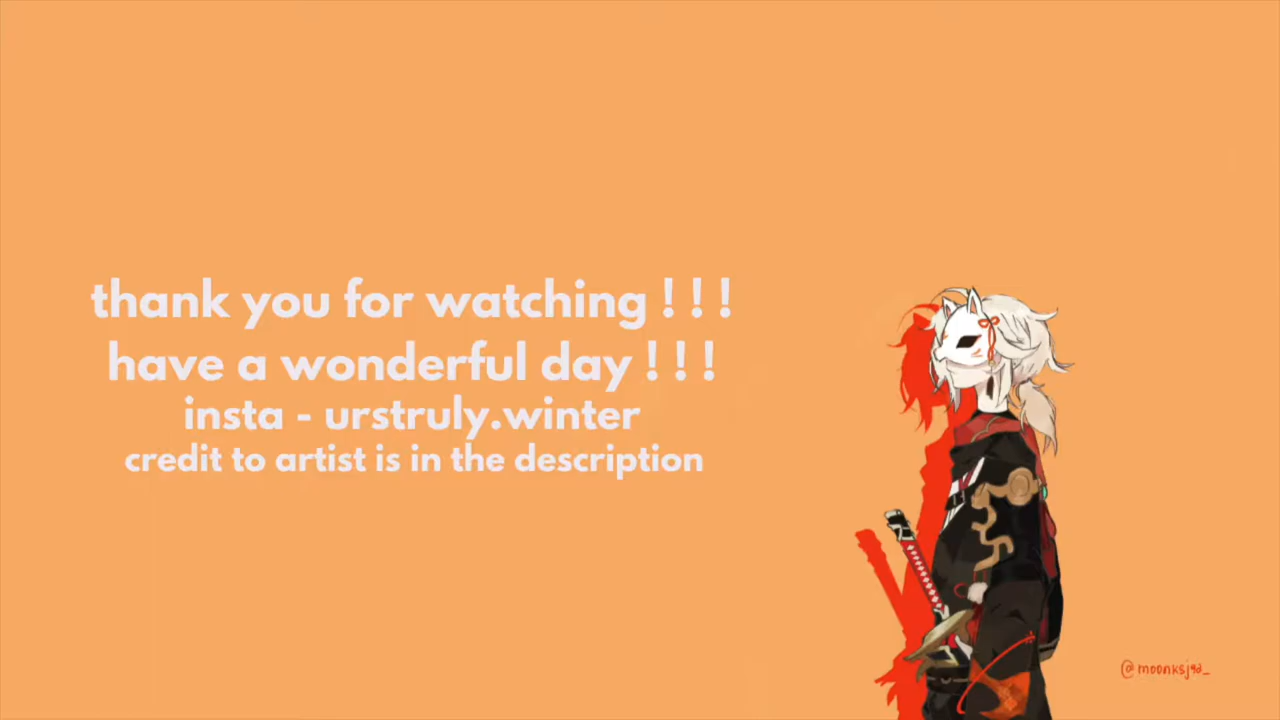 thank you for watching ! ! !
have a wonderful day ! ! !
insta - urstruly.winter
credit to artist is in the description